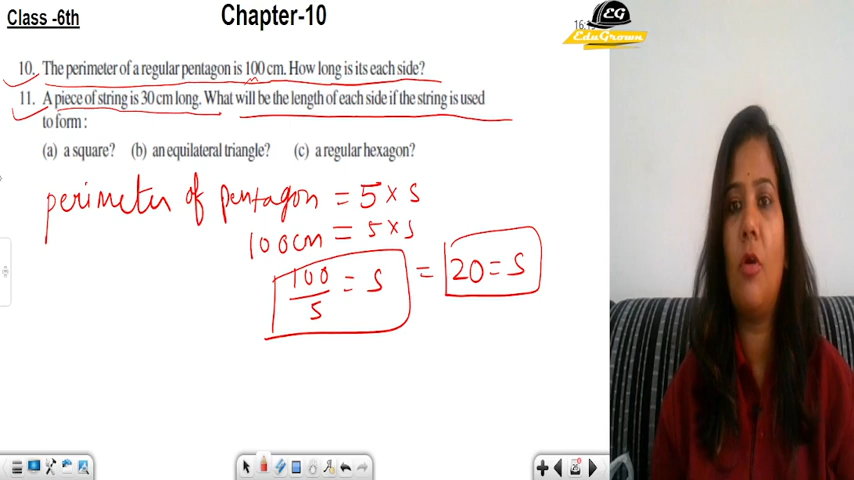 Class -6th
Chapter-10
16:
EG
EduGrown
10. The perimeter of a regular pentagon is 100 cm. How long is its each side?
11. A piece of string is 30 cm long. What will be the length of each side if the string is used
to form :
(a) a square? (b) an equilateral triangle? (c) a regular hexagon?
perimeter of pentagon = 5 × s
100cm = 5 × s
100/5 = s = 20 = s